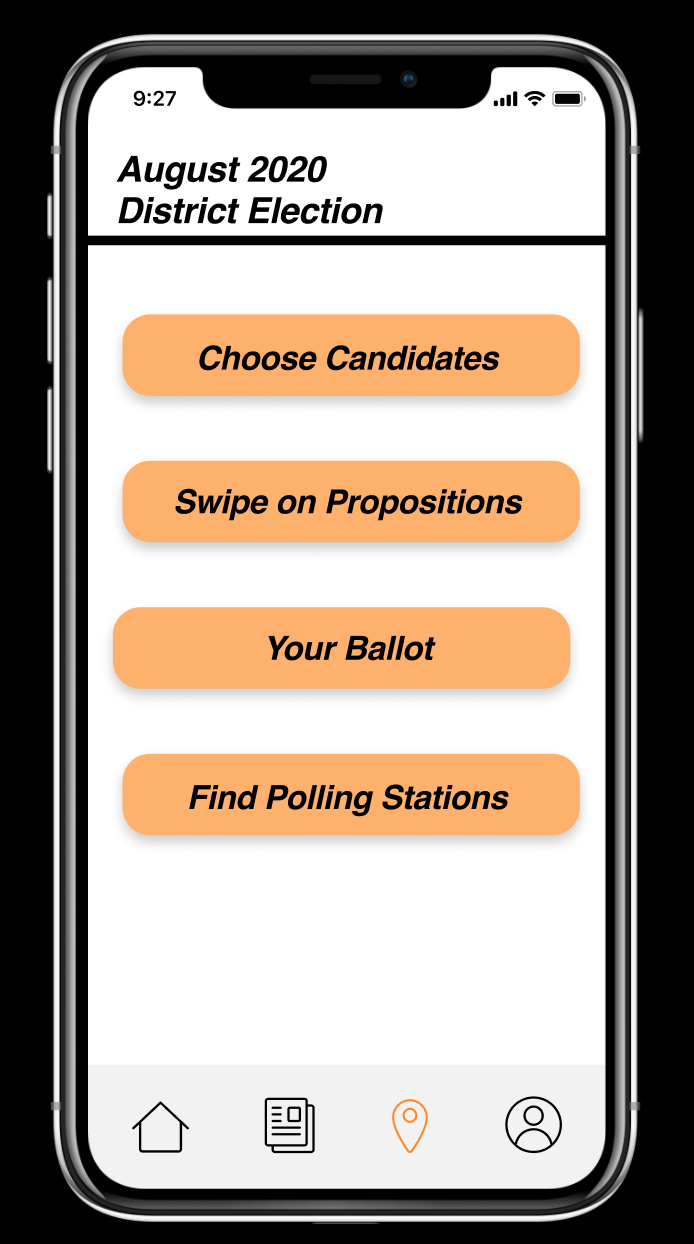 9:27
August 2020
District Election
Choose Candidates
Swipe on Propositions
Your Ballot
Find Polling Stations